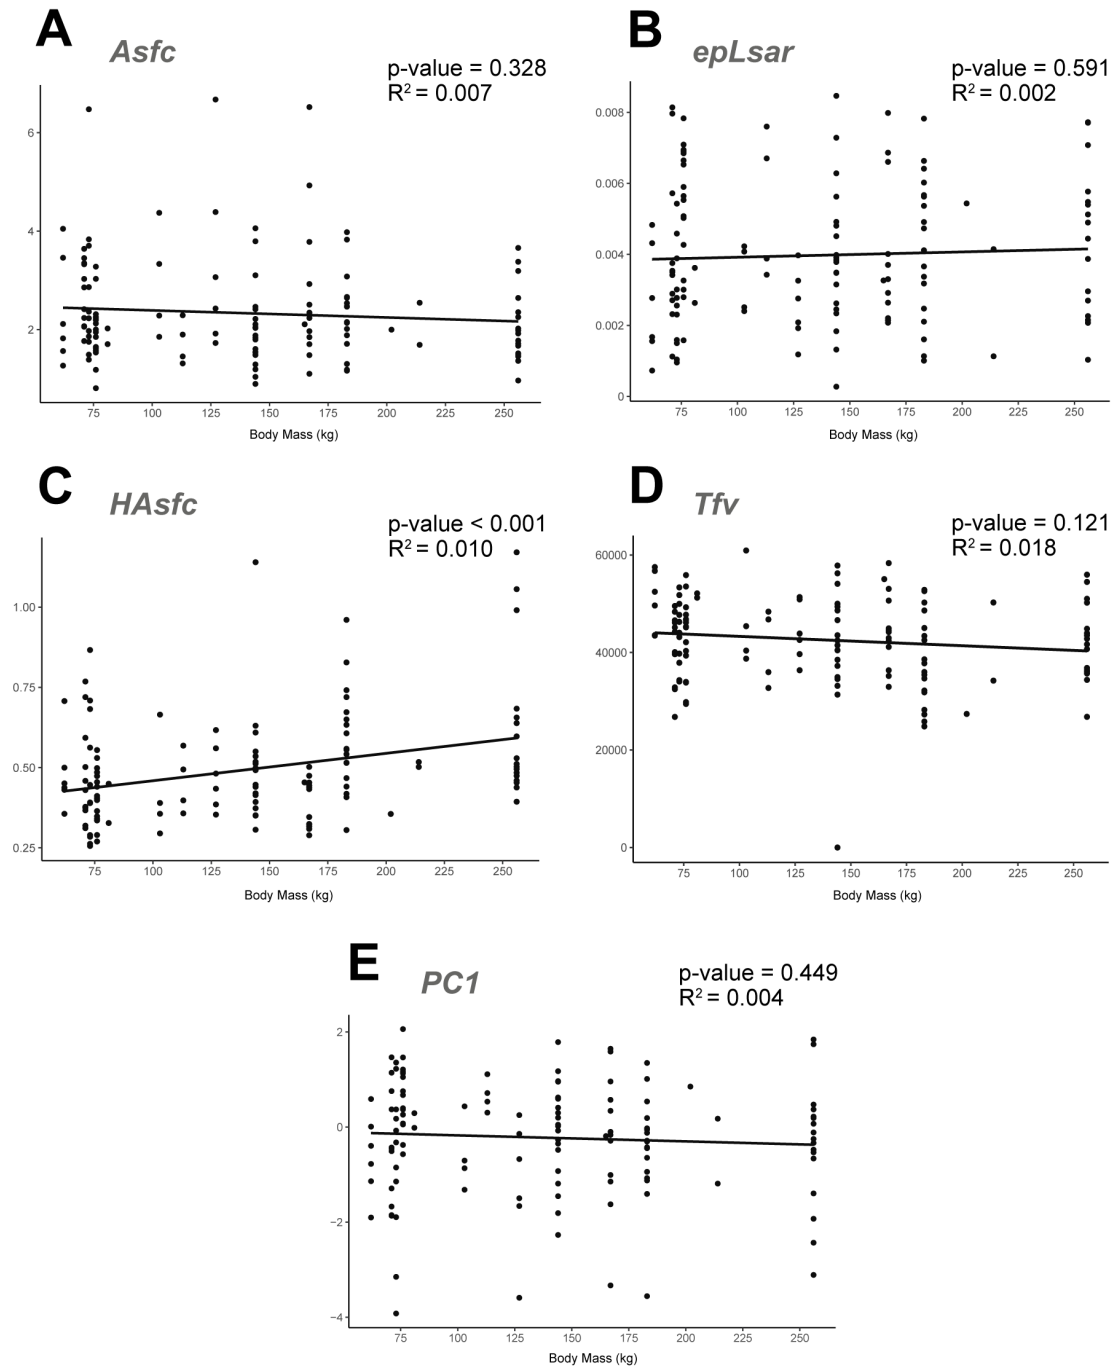 A
Asfc
p-value = 0.328
R² = 0.007
6
4
2
75 100 125 150 175 200 225 250
Body Mass (kg)
B
epLsar
p-value = 0.591
R² = 0.002
0.008
0.006
0.004
0.002
0
75 100 125 150 175 200 225 250
Body Mass (kg)
C
HAsfc
p-value < 0.001
R² = 0.010
1.00
0.75
0.50
0.25
75 100 125 150 175 200 225 250
Body Mass (kg)
D
Tfv
p-value = 0.121
R² = 0.018
60000
40000
20000
0
75 100 125 150 175 200 225 250
Body Mass (kg)
E
PC1
p-value = 0.449
R² = 0.004
2
0
−2
−4
75 100 125 150 175 200 225 250
Body Mass (kg)